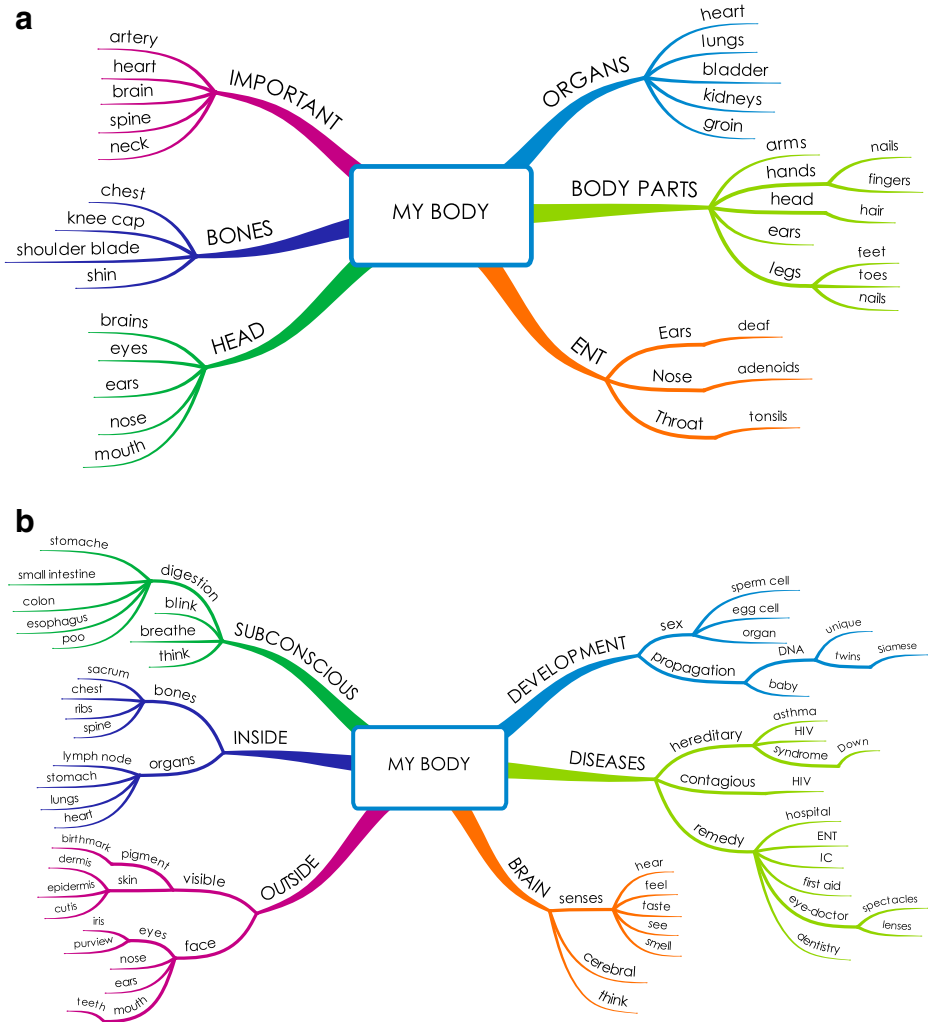 a
MY BODY
IMPORTANT
artery
heart
brain
spine
neck
BONES
chest
knee cap
shoulder blade
shin
HEAD
brains
eyes
ears
nose
mouth
ORGANS
heart
lungs
bladder
kidneys
groin
BODY PARTS
arms
hands
nails
fingers
head
hair
ears
legs
feet
toes
nails
ENT
Ears
deaf
Nose
adenoids
Throat
tonsils
b
MY BODY
SUBCONSCIOUS
digestion
stomache
small intestine
colon
esophagus
poo
blink
breathe
think
INSIDE
bones
sacrum
chest
ribs
spine
organs
lymph node
stomach
lungs
heart
OUTSIDE
visible
pigment
birthmark
skin
dermis
epidermis
cutis
face
eyes
iris
purview
nose
ears
mouth
teeth
DEVELOPMENT
sex
sperm cell
egg cell
organ
propagation
DNA
unique
twins
Siamese
baby
DISEASES
hereditary
asthma
HIV
syndrome
Down
contagious
HIV
remedy
hospital
ENT
IC
first aid
eye-doctor
spectacles
lenses
dentistry
BRAIN
senses
hear
feel
taste
see
smell
cerebral
think